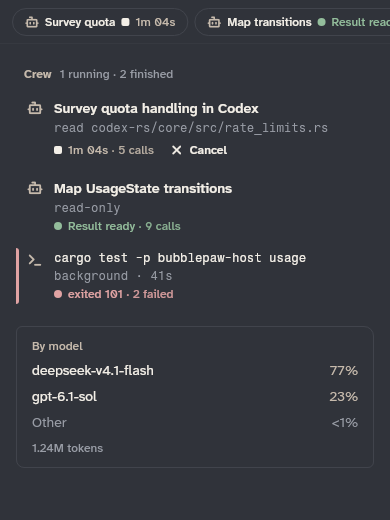 Survey quota 1m 04s Map transitions Result read
Crew 1 running · 2 finished
Survey quota handling in Codex
read codex-rs/core/src/rate_limits.rs
1m 04s · 5 calls Cancel
Map UsageState transitions
read-only
Result ready · 9 calls
cargo test -p bubblepaw-host usage
background · 41s
exited 101 · 2 failed
By model
deepseek-v4.1-flash 77%
gpt-6.1-sol 23%
Other <1%
1.24M tokens